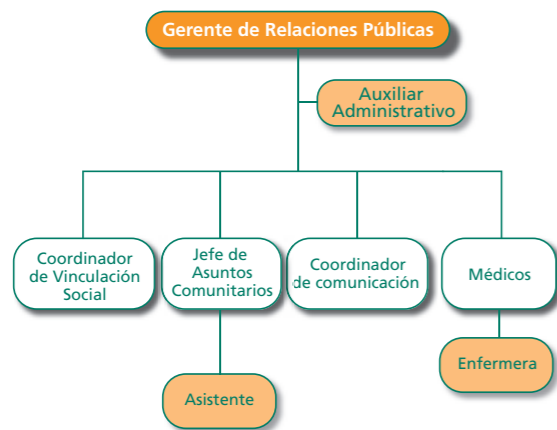 Gerente de Relaciones Públicas
Auxiliar
Administrativo
Coordinador
de Vinculación
Social
Jefe de
Asuntos
Comunitarios
Coordinador
de comunicación
Médicos
Enfermera
Asistente